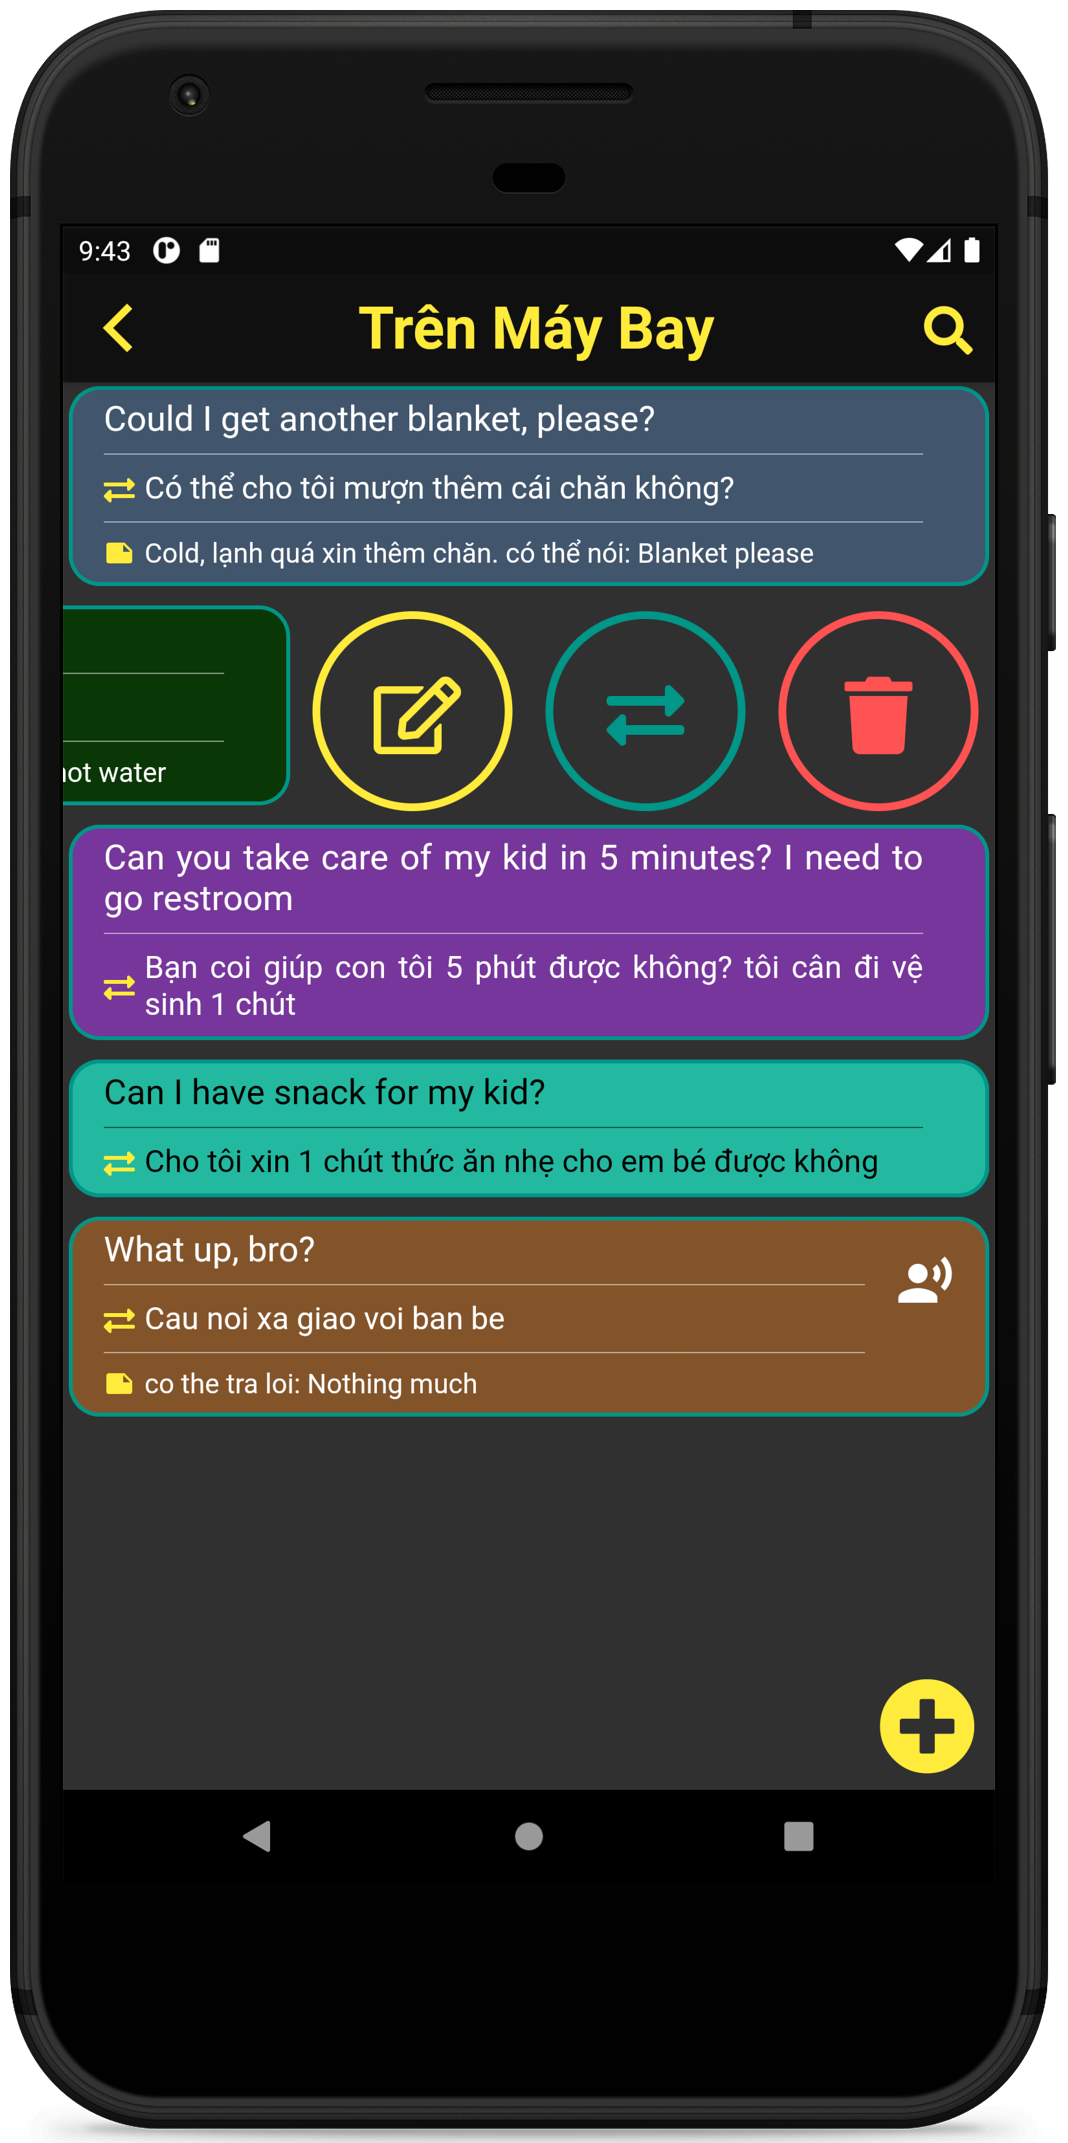 9:43
Trên Máy Bay
Could I get another blanket, please?
Có thể cho tôi mượn thêm cái chăn không?
Cold, lạnh quá xin thêm chăn. có thể nói: Blanket please
hot water
Can you take care of my kid in 5 minutes? I need to
go restroom
Bạn coi giúp con tôi 5 phút được không? tôi cân đi vệ
sinh 1 chút
Can I have snack for my kid?
Cho tôi xin 1 chút thức ăn nhẹ cho em bé được không
What up, bro?
Cau noi xa giao voi ban be
co the tra loi: Nothing much